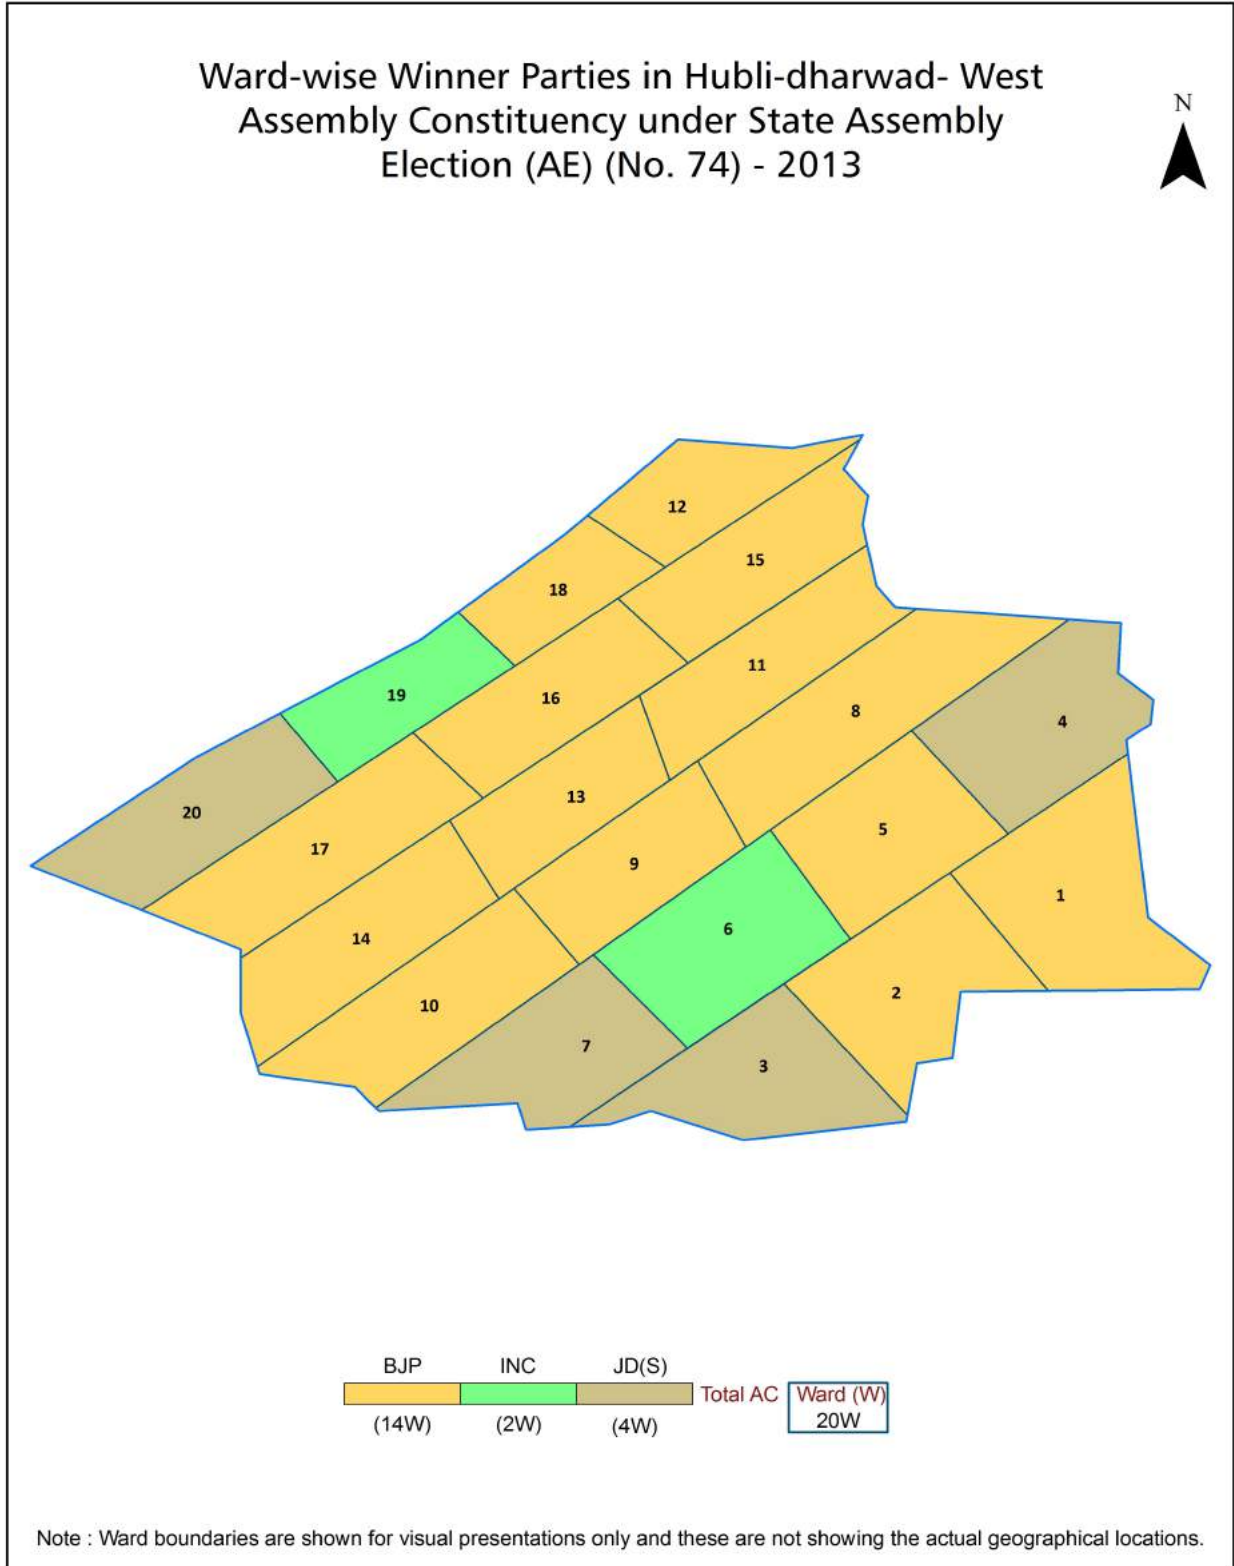 Ward-wise Winner Parties in Hubli-dharwad- West
Assembly Constituency under State Assembly
Election (AE) (No. 74) - 2013
N
12
15
18
11
16
19
8
4
13
20
5
17
9
1
6
14
2
10
7
3
BJP INC JD(S)
Total AC Ward (W)
(14W) (2W) (4W) 20W
Note : Ward boundaries are shown for visual presentations only and these are not showing the actual geographical locations.